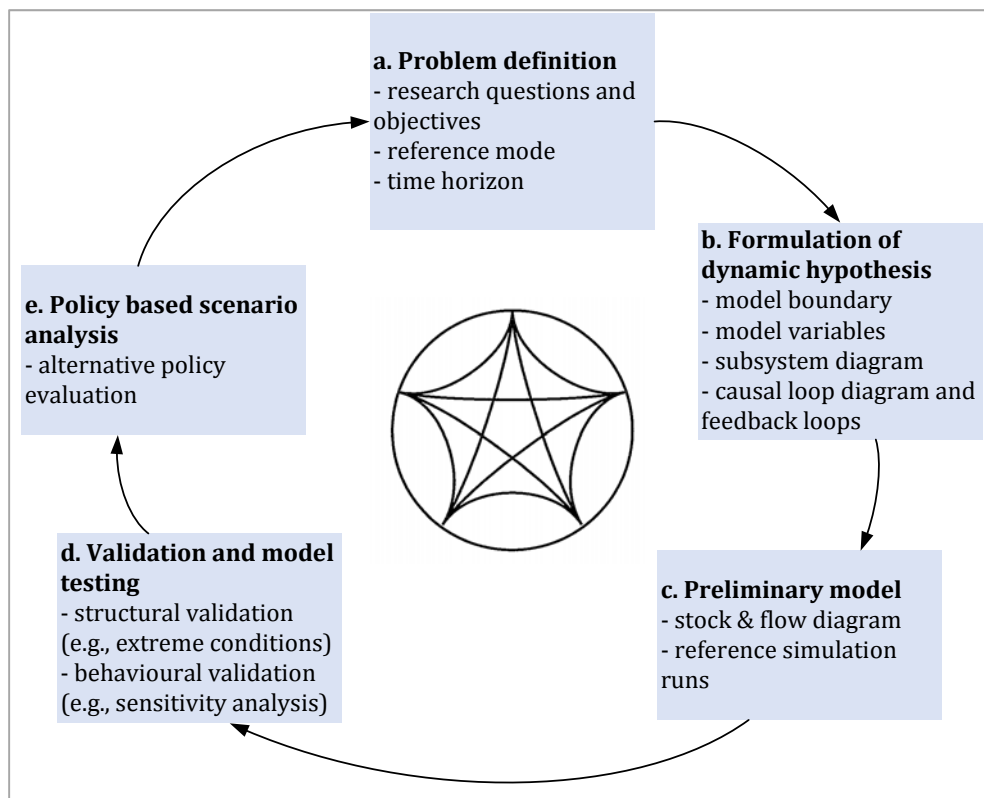 a. Problem definition
- research questions and
objectives
- reference mode
- time horizon
b. Formulation of
dynamic hypothesis
- model boundary
- model variables
- subsystem diagram
- causal loop diagram and
feedback loops
c. Preliminary model
- stock & flow diagram
- reference simulation
runs
d. Validation and model
testing
- structural validation
(e.g., extreme conditions)
- behavioural validation
(e.g., sensitivity analysis)
e. Policy based scenario
analysis
- alternative policy
evaluation